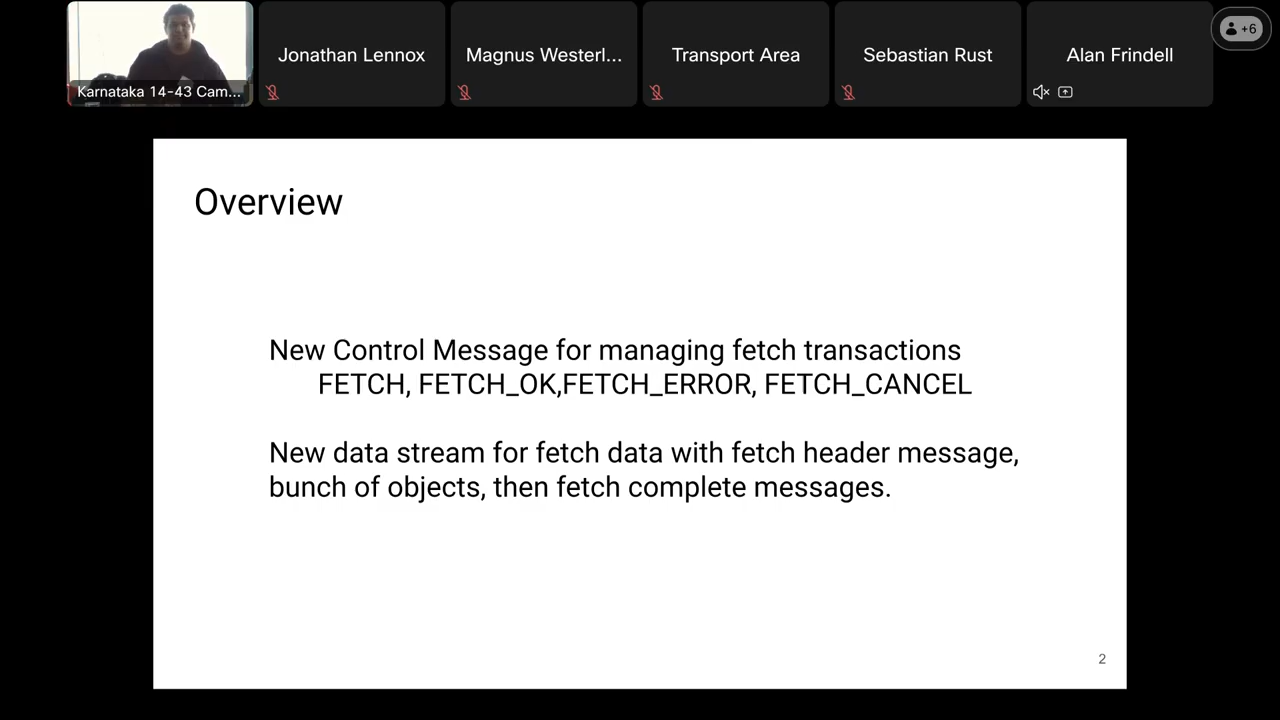 Karnataka 14-43 Cam...
Jonathan Lennox
Magnus Westerl...
Transport Area
Sebastian Rust
Alan Frindell
+6
Overview
New Control Message for managing fetch transactions
FETCH, FETCH_OK,FETCH_ERROR, FETCH_CANCEL
New data stream for fetch data with fetch header message,
bunch of objects, then fetch complete messages.
2